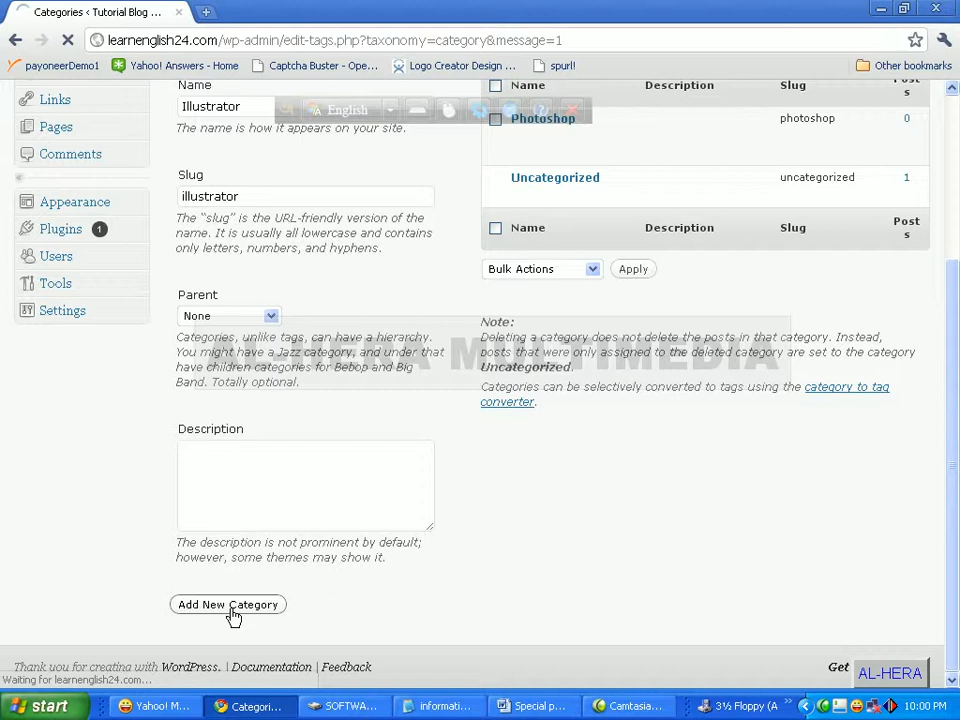 Categories < Tutorial Blog ...
learnenglish24.com/wp-admin/edit-tags.php?taxonomy=category&message=1
payoneerDemo1
Yahoo! Answers - Home
Captcha Buster - Ope...
Logo Creator Design ...
spurl!
Other bookmarks
Links
Pages
Comments
Appearance
Plugins 1
Users
Tools
Settings
Name
Illustrator
English
The name is how it appears on your site.
Slug
illustrator
The “slug” is the URL-friendly version of the
name. It is usually all lowercase and contains
only letters, numbers, and hyphens.
Parent
None
Categories, unlike tags, can have a hierarchy.
You might have a Jazz category, and under that
have children categories for Bebop and Big
Band. Totally optional.
Description
The description is not prominent by default;
however, some themes may show it.
Add New Category
Name Description Slug Post
s
Photoshop photoshop 0
Uncategorized uncategorized 1
Name Description Slug Post
s
Bulk Actions Apply
Note:
Deleting a category does not delete the posts in that category. Instead,
posts that were only assigned to the deleted category are set to the category
Uncategorized.
Categories can be selectively converted to tags using the category to tag
converter.
AL-HERA MULTIMEDIA
Thank you for creating with WordPress. | Documentation | Feedback
Get
AL-HERA
Waiting for learnenglish24.com...
start
Yahoo! M...
Categori...
SOFTWA...
informati...
Special p...
Camtasia...
3½ Floppy (A
10:00 PM